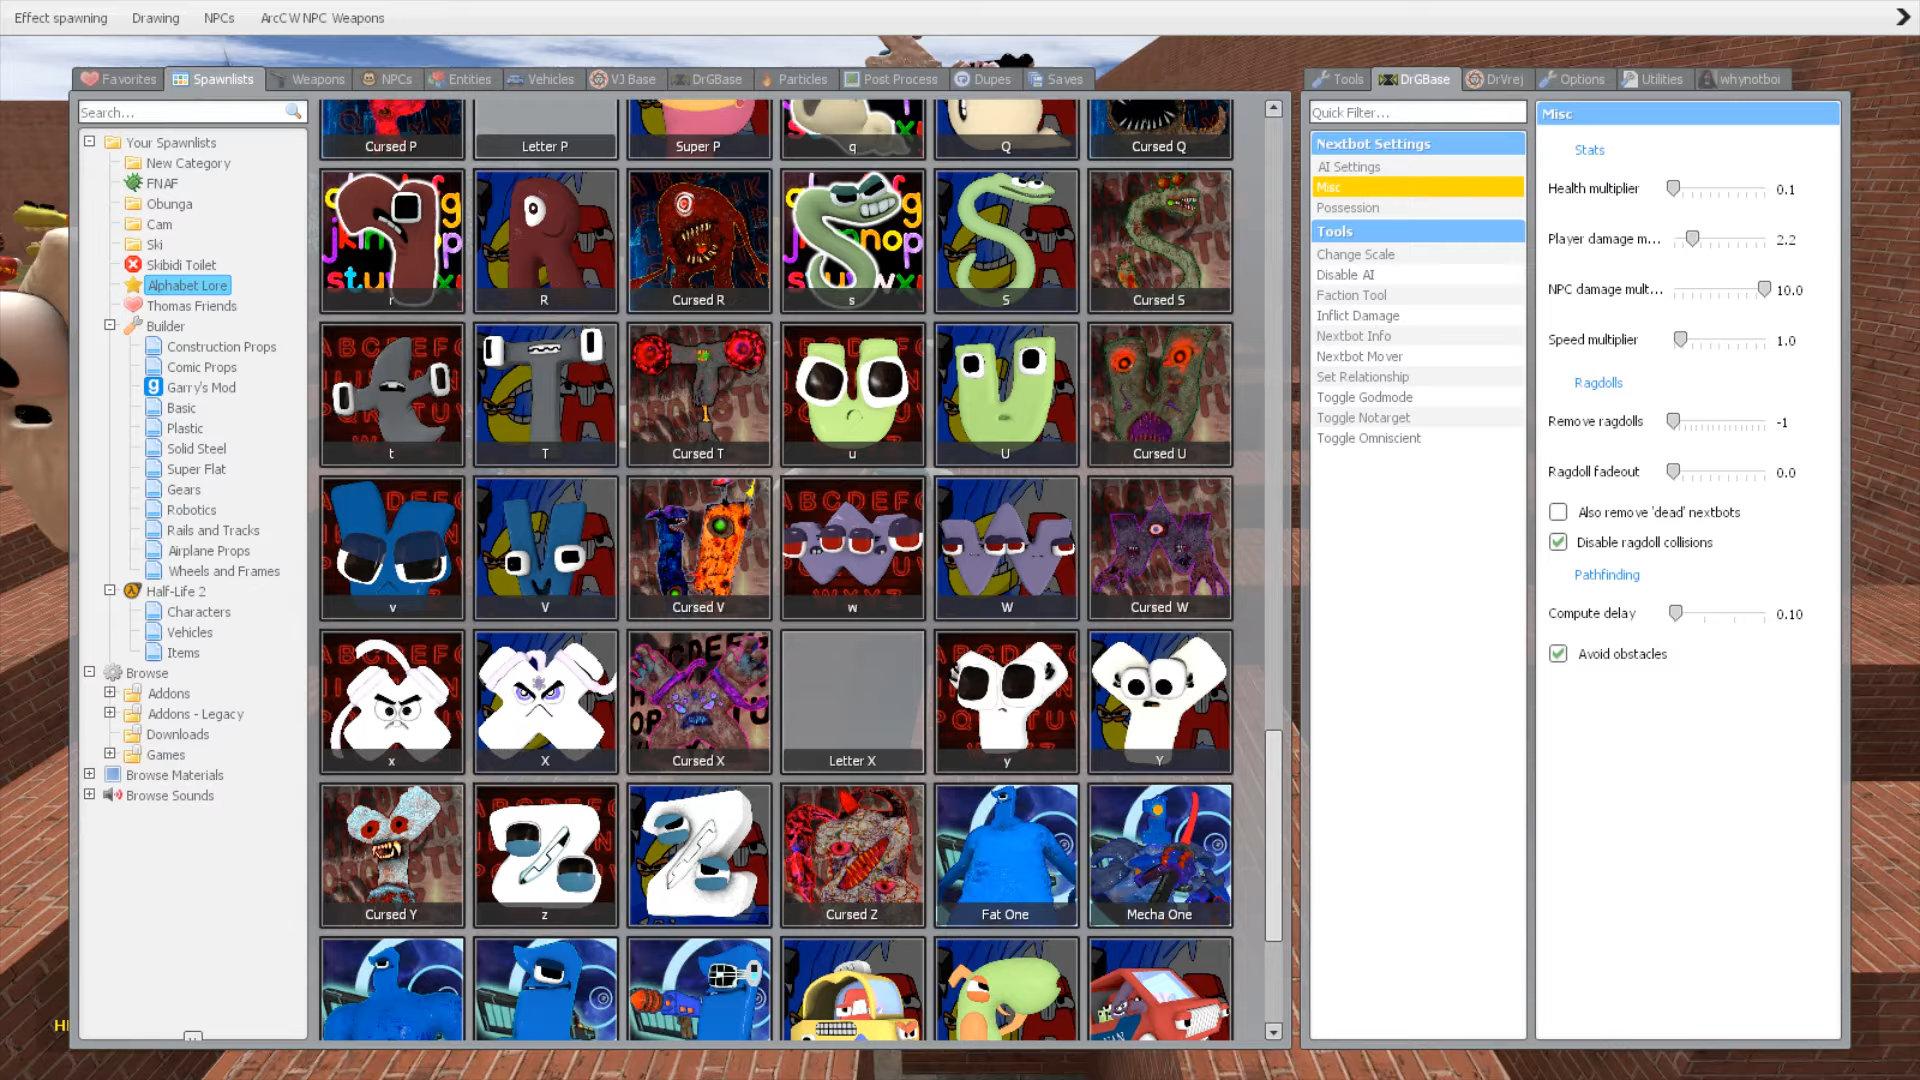 Effect spawning Drawing NPCs ArcCW NPC Weapons
Favorites Spawnlists Weapons NPCs Entities Vehicles VJ Base DrGBase Particles Post Process Dupes Saves
Tools DrGBase DrVrej Options Utilities whynotboi
Search...
Your Spawnlists
New Category
FNAF
Obunga
Cam
Ski
Skibidi Toilet
Alphabet Lore
Thomas Friends
Builder
Construction Props
Comic Props
Garry's Mod
Basic
Plastic
Solid Steel
Super Flat
Gears
Robotics
Rails and Tracks
Airplane Props
Wheels and Frames
Half-Life 2
Characters
Vehicles
Items
Browse
Addons
Addons - Legacy
Downloads
Games
Browse Materials
Browse Sounds
Cursed P Letter P Super P q Q Cursed Q
r R Cursed R s S Cursed S
t T Cursed T u U Cursed U
v V Cursed V w W Cursed W
x X Cursed X Letter X y Y
Cursed Y z Cursed Z Fat One Mecha One
Quick Filter...
Nextbot Settings
AI Settings
Misc
Possession
Tools
Change Scale
Disable AI
Faction Tool
Inflict Damage
Nextbot Info
Nextbot Mover
Set Relationship
Toggle Godmode
Toggle Notarget
Toggle Omniscient
Misc
Stats
Health multiplier 0.1
Player damage m... 2.2
NPC damage mult... 10.0
Speed multiplier 1.0
Ragdolls
Remove ragdolls -1
Ragdoll fadeout 0.0
Also remove 'dead' nextbots
Disable ragdoll collisions
Pathfinding
Compute delay 0.10
Avoid obstacles